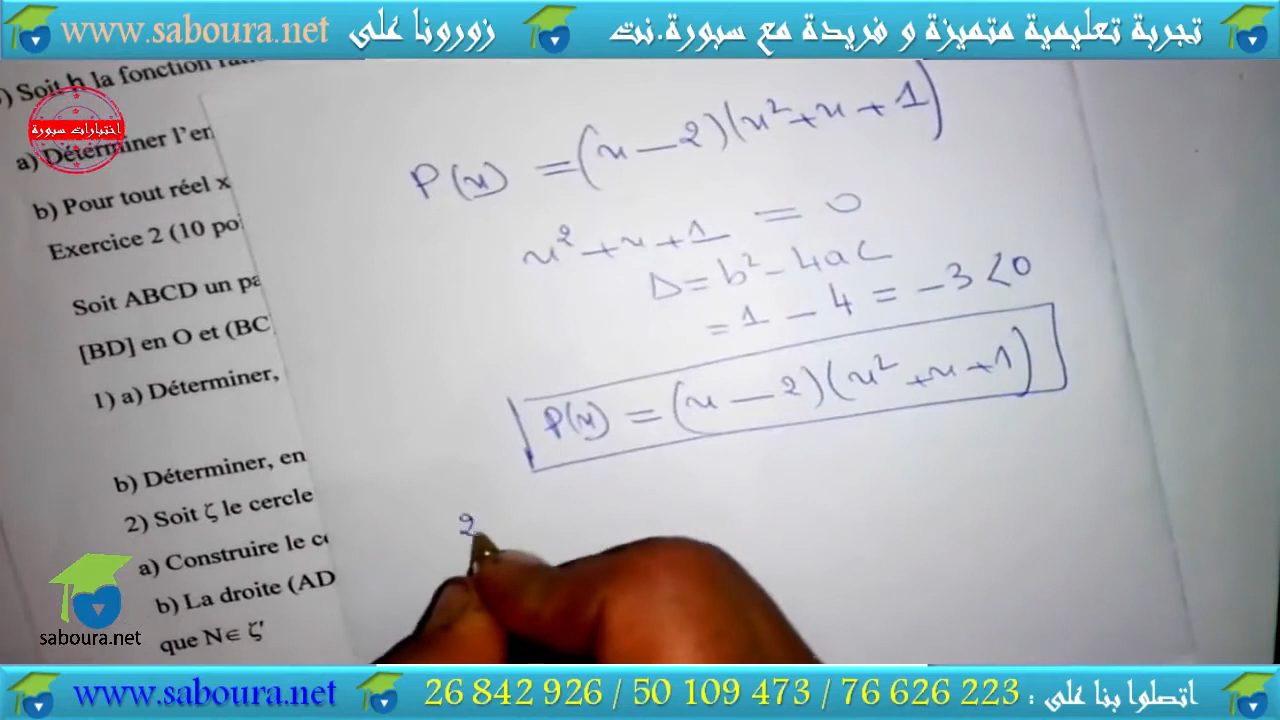 www.saboura.net زورونا على تجربة تعليمية متميزة و فريدة مع سبورة.نت
) Soit h la fonction
اختبارات سبورة
a) Déterminer l'en
b) Pour tout réel x
Exercice 2 (10 poi
Soit ABCD un pa
[BD] en O et (BC
1) a) Déterminer,
b) Déterminer, en
2) Soit ζ le cercle
a) Construire le ce
b) La droite (AD
que N∈ ζ'
P(x) = (x - 2)(x² + x + 1)
x² + x + 1 = 0
Δ = b² - 4ac
= 1 - 4 = -3 < 0
P(x) = (x - 2)(x² + x + 1)
2
saboura.net
www.saboura.net اتصلوا بنا على : 26 842 926 / 50 109 473 / 76 626 223